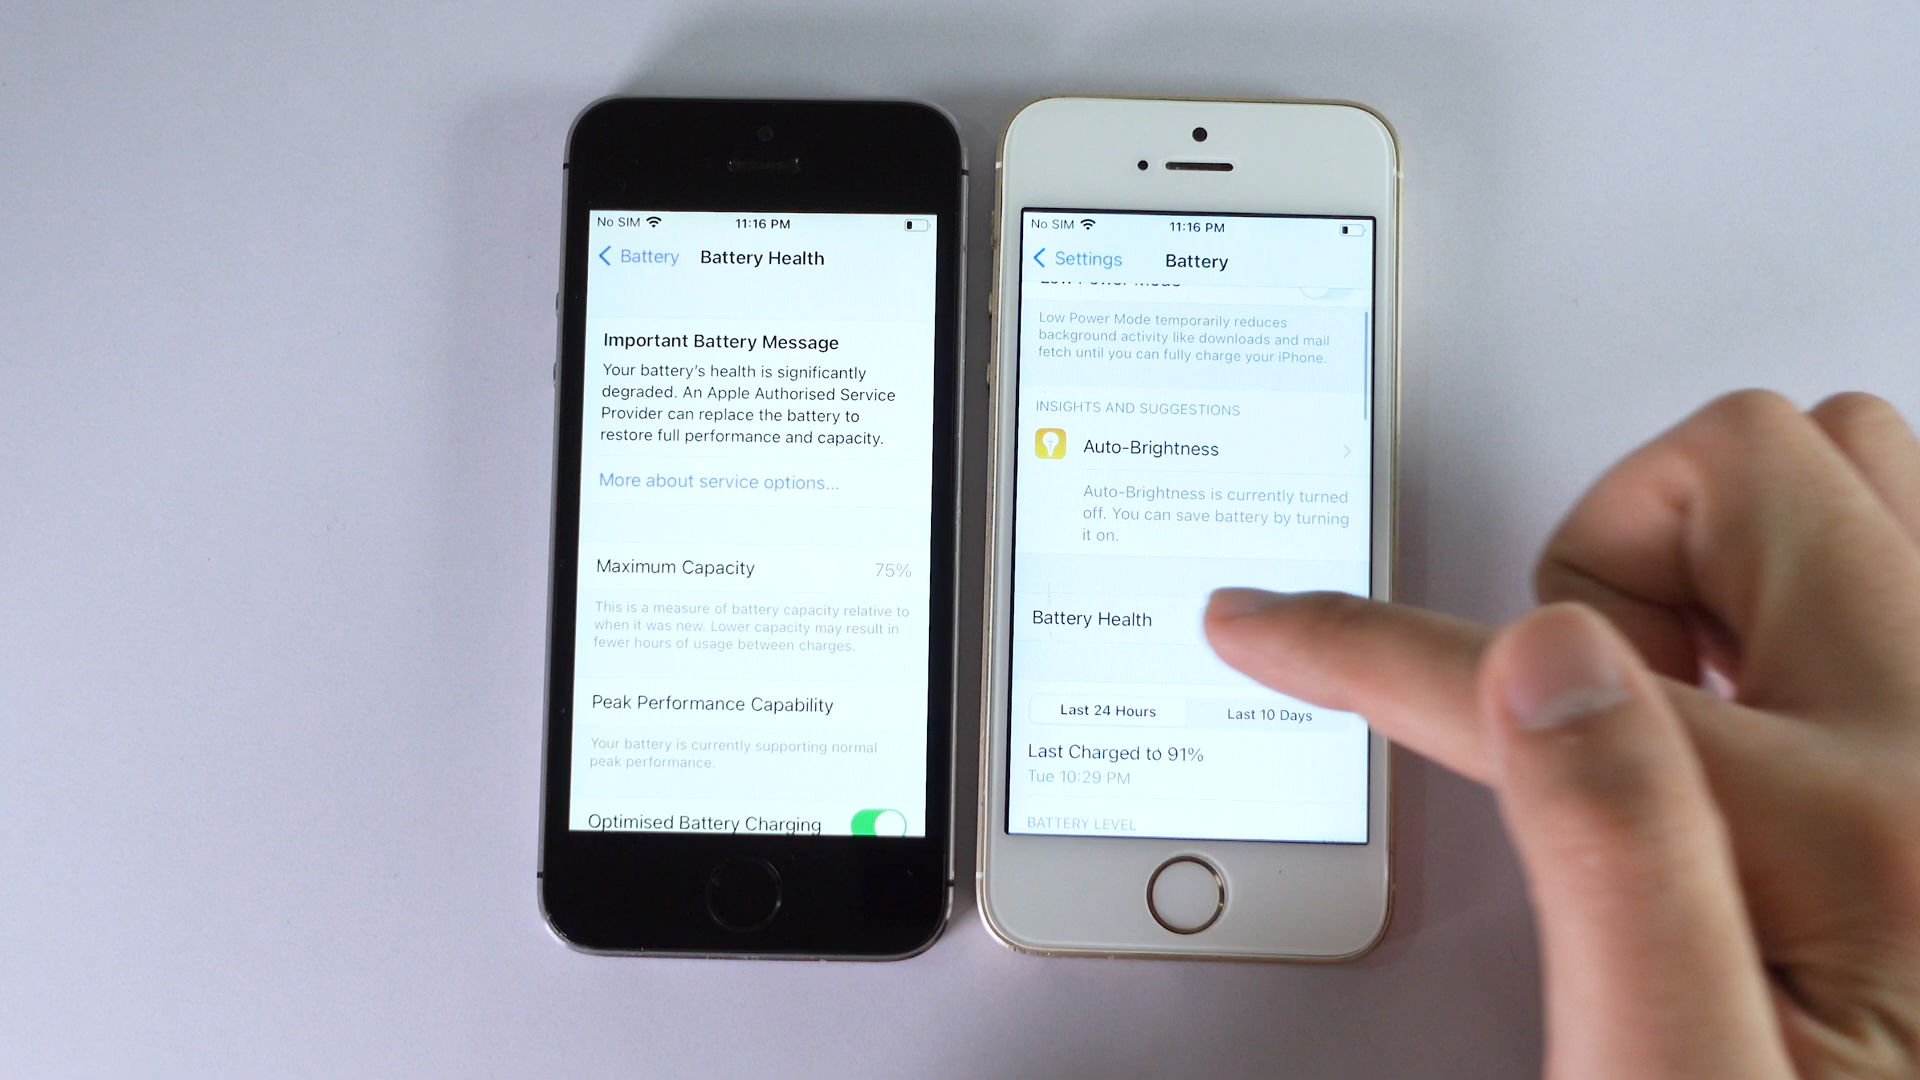 No SIM
11:16 PM
Battery
Battery Health
Important Battery Message
Your battery's health is significantly
degraded. An Apple Authorised Service
Provider can replace the battery to
restore full performance and capacity.
More about service options...
Maximum Capacity
75%
This is a measure of battery capacity relative to
when it was new. Lower capacity may result in
fewer hours of usage between charges.
Peak Performance Capability
Your battery is currently supporting normal
peak performance.
Optimised Battery Charging
No SIM
11:16 PM
Settings
Battery
Low Power Mode
Low Power Mode temporarily reduces
background activity like downloads and mail
fetch until you can fully charge your iPhone.
INSIGHTS AND SUGGESTIONS
Auto-Brightness
Auto-Brightness is currently turned
off. You can save battery by turning
it on.
Battery Health
Last 24 Hours
Last 10 Days
Last Charged to 91%
Tue 10:29 PM
BATTERY LEVEL